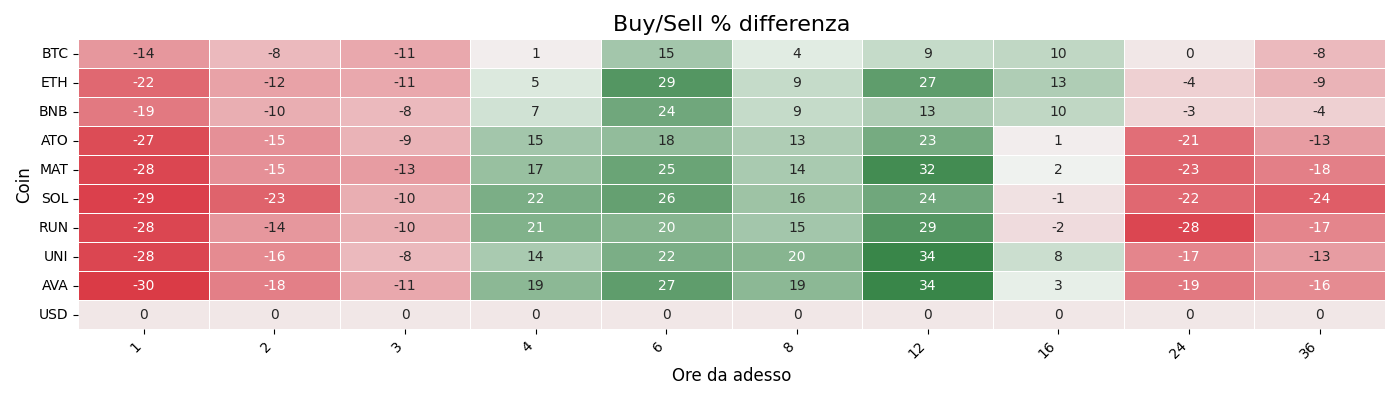 Buy/Sell % differenza
Coin
BTC -14 -8 -11 1 15 4 9 10 0 -8
ETH -22 -12 -11 5 29 9 27 13 -4 -9
BNB -19 -10 -8 7 24 9 13 10 -3 -4
ATO -27 -15 -9 15 18 13 23 1 -21 -13
MAT -28 -15 -13 17 25 14 32 2 -23 -18
SOL -29 -23 -10 22 26 16 24 -1 -22 -24
RUN -28 -14 -10 21 20 15 29 -2 -28 -17
UNI -28 -16 -8 14 22 20 34 8 -17 -13
AVA -30 -18 -11 19 27 19 34 3 -19 -16
USD 0 0 0 0 0 0 0 0 0 0
1 2 3 4 6 8 12 16 24 36
Ore da adesso